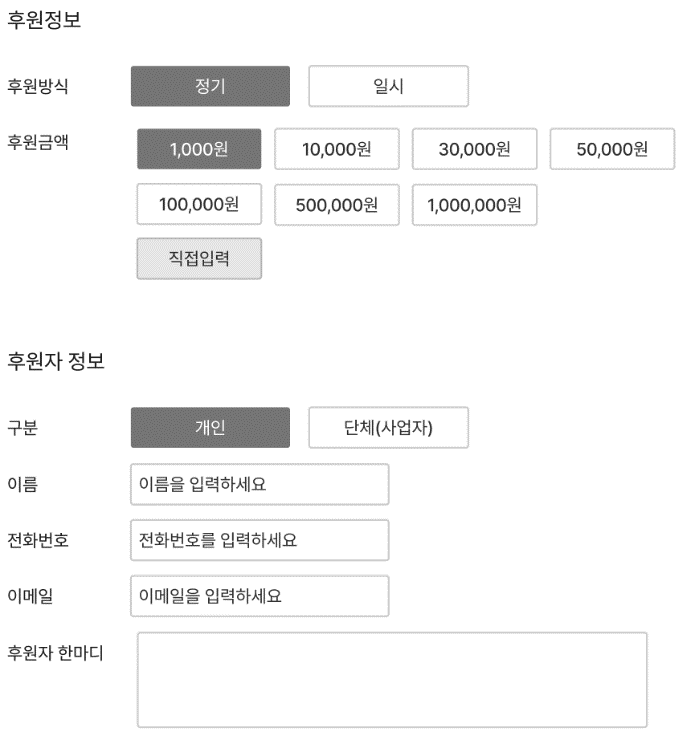 후원정보
후원방식 정기 일시
후원금액 1,000원 10,000원 30,000원 50,000원
100,000원 500,000원 1,000,000원
직접입력
후원자 정보
구분 개인 단체(사업자)
이름 이름을 입력하세요
전화번호 전화번호를 입력하세요
이메일 이메일을 입력하세요
후원자 한마디